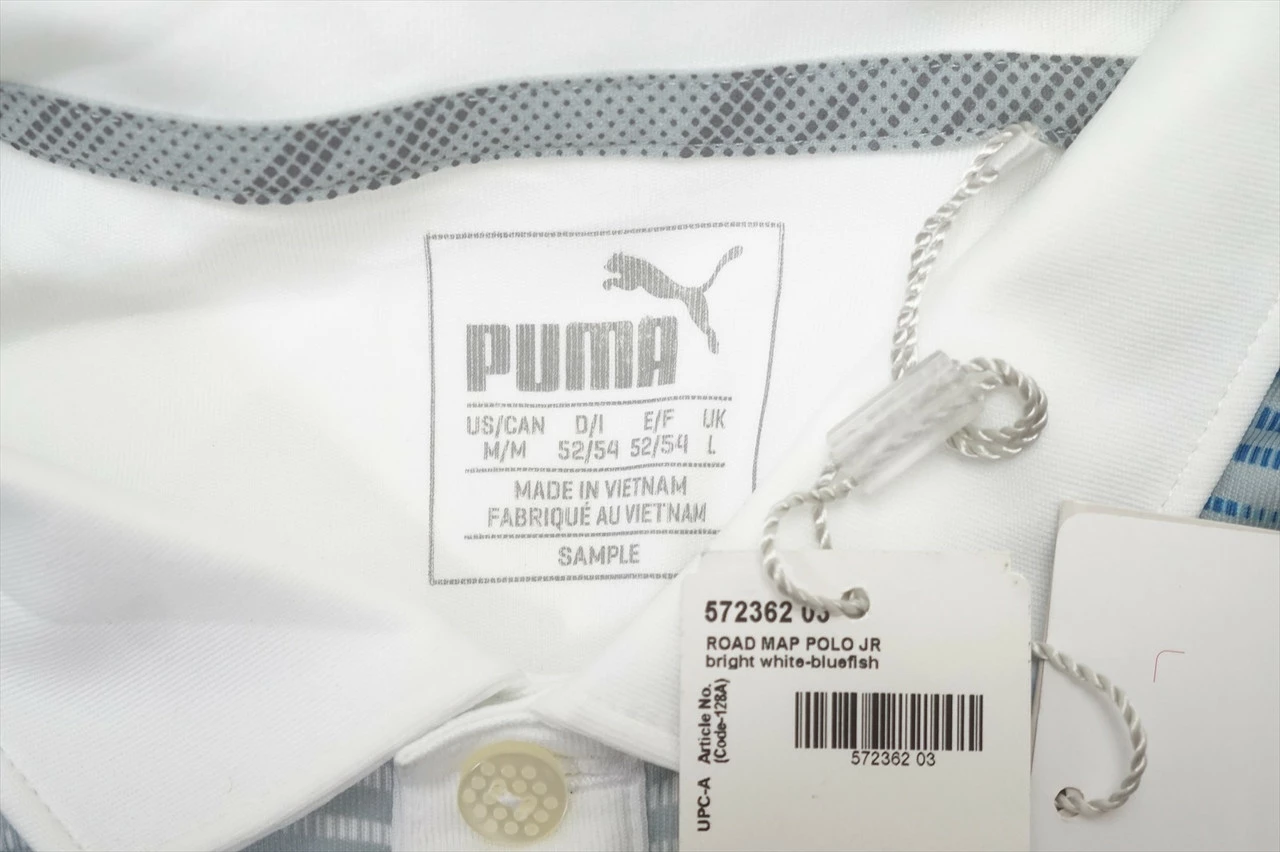 PUMA
US/CAN D/I E/F UK
M/M 52/54 52/54 L
MADE IN VIETNAM
FABRIQUÉ AU VIETNAM
SAMPLE
572362 03
ROAD MAP POLO JR
bright white-bluefish
Article No.
(Code-128A)
572362 03
UPC-A